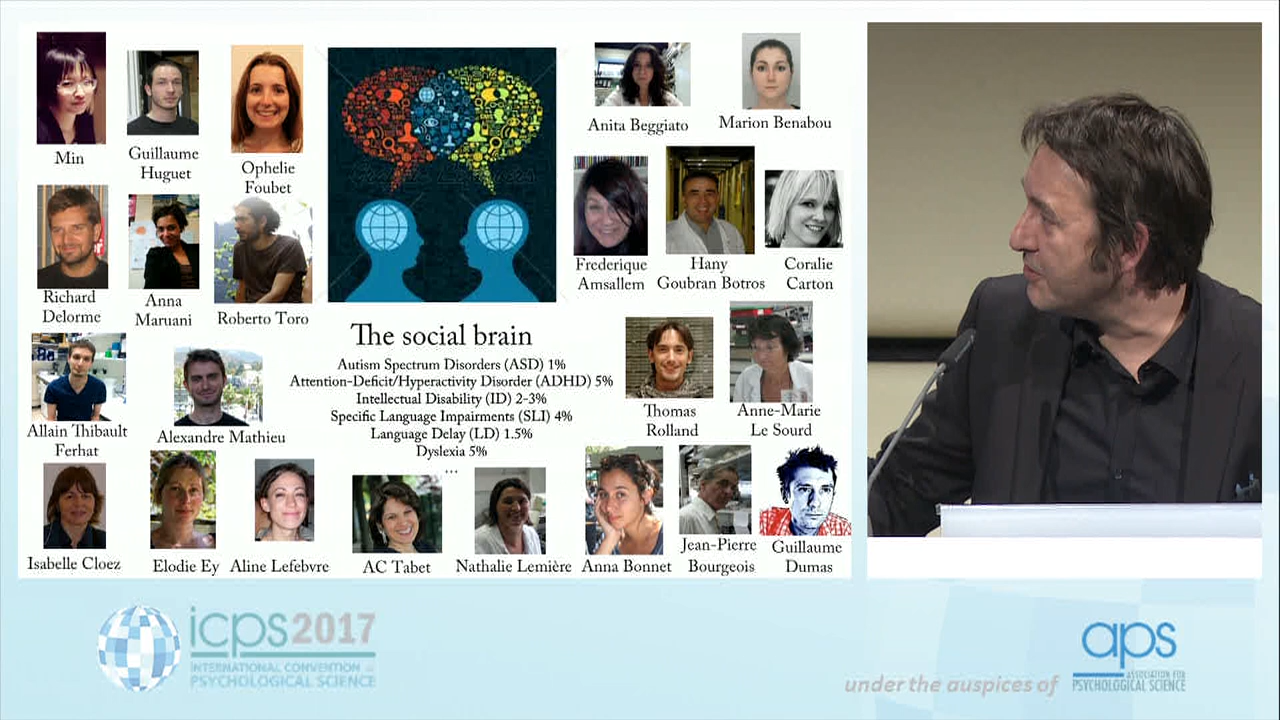 Min
Guillaume
Huguet
Ophelie
Foubet
Anita Beggiato
Marion Benabou
Richard
Delorme
Anna
Maruani
Roberto Toro
Frederique
Amsallem
Hany
Goubran Botros
Coralie
Carton
The social brain
Autism Spectrum Disorders (ASD) 1%
Attention-Deficit/Hyperactivity Disorder (ADHD) 5%
Intellectual Disability (ID) 2-3%
Specific Language Impairments (SLI) 4%
Language Delay (LD) 1.5%
Dyslexia 5%
...
Allain Thibault
Ferhat
Alexandre Mathieu
Thomas
Rolland
Anne-Marie
Le Sourd
Isabelle Cloez
Elodie Ey
Aline Lefebvre
AC Tabet
Nathalie Lemière
Anna Bonnet
Jean-Pierre
Bourgeois
Guillaume
Dumas
icps2017
INTERNATIONAL CONVENTION OF
PSYCHOLOGICAL SCIENCE
under the auspices of
aps
ASSOCIATION FOR
PSYCHOLOGICAL SCIENCE